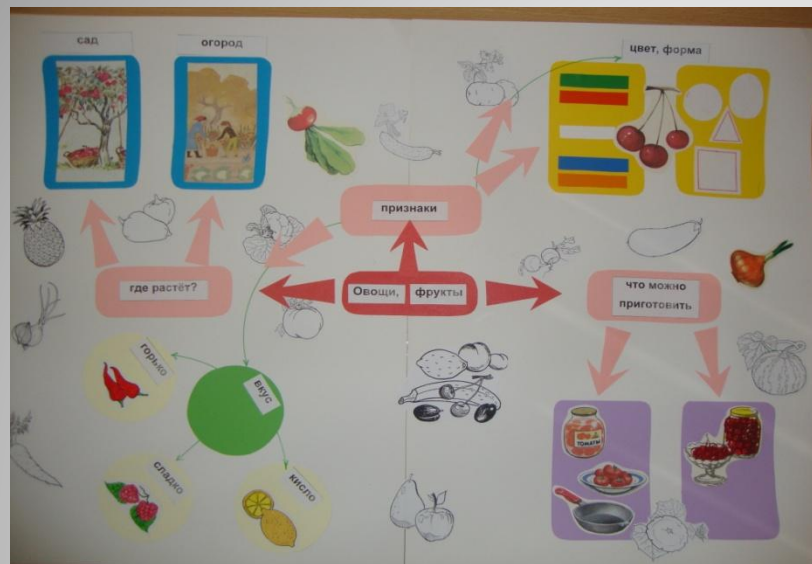 сад
огород
цвет, форма
признаки
где растёт?
Овощи, фрукты
что можно
приготовить
горько
вкус
сладко
кисло
ТОМАТЫ